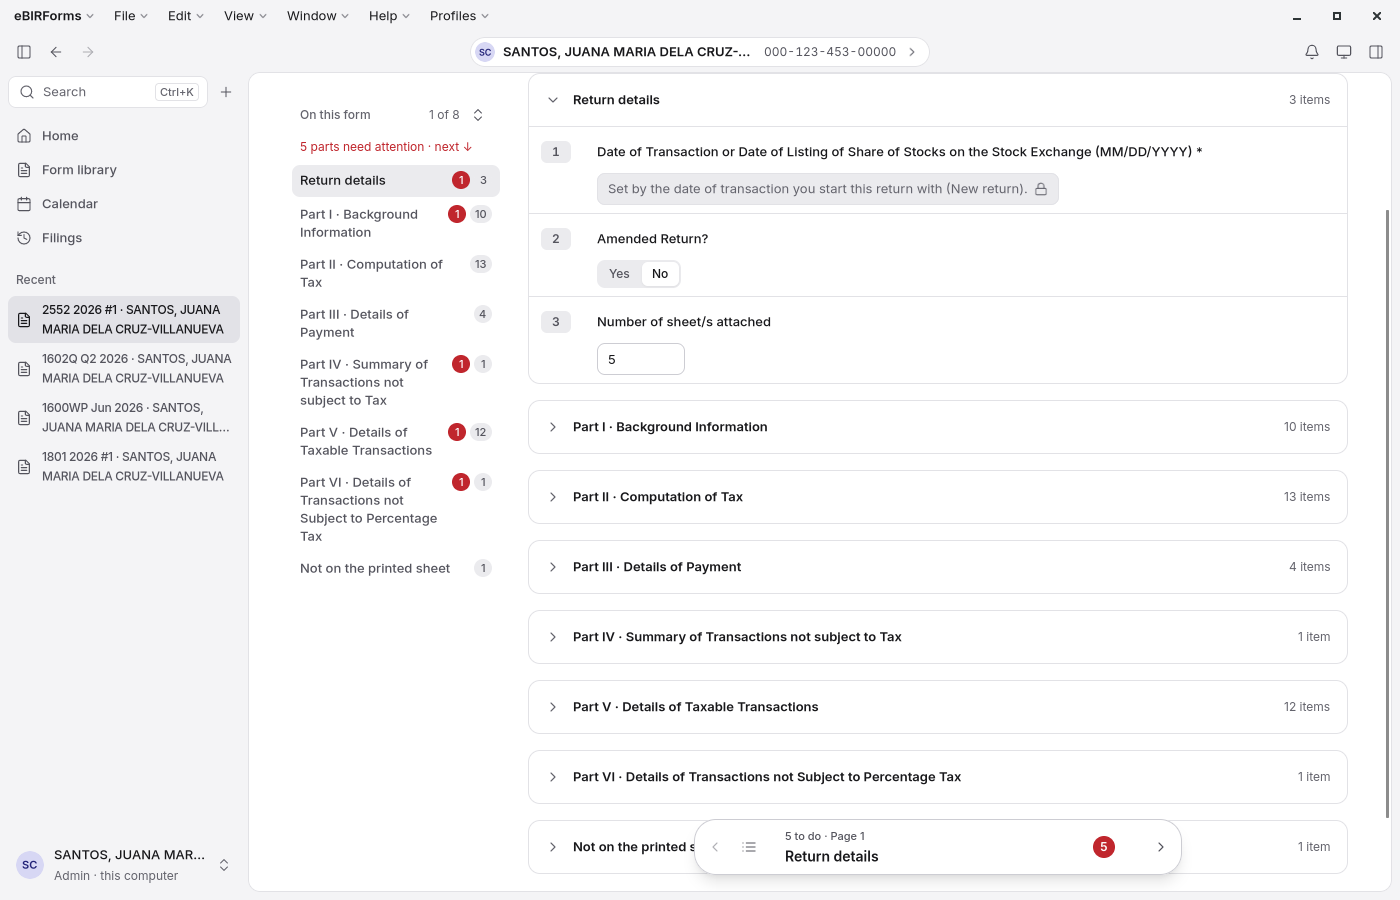 eBIRForms File Edit View Window Help Profiles
SC SANTOS, JUANA MARIA DELA CRUZ-... 000-123-453-00000
Search Ctrl+K
Home
Form library
Calendar
Filings
Recent
2552 2026 #1 · SANTOS, JUANA
MARIA DELA CRUZ-VILLANUEVA
1602Q Q2 2026 · SANTOS, JUANA
MARIA DELA CRUZ-VILLANUEVA
1600WP Jun 2026 · SANTOS,
JUANA MARIA DELA CRUZ-VILL...
1801 2026 #1 · SANTOS, JUANA
MARIA DELA CRUZ-VILLANUEVA
SC SANTOS, JUANA MAR...
Admin · this computer
On this form 1 of 8
5 parts need attention · next ↓
Return details 1 3
Part I · Background
Information 1 10
Part II · Computation of
Tax 13
Part III · Details of
Payment 4
Part IV · Summary of
Transactions not
subject to Tax 1 1
Part V · Details of
Taxable Transactions 1 12
Part VI · Details of
Transactions not
Subject to Percentage
Tax 1 1
Not on the printed sheet 1
Return details 3 items
1 Date of Transaction or Date of Listing of Share of Stocks on the Stock Exchange (MM/DD/YYYY) *
Set by the date of transaction you start this return with (New return).
2 Amended Return?
Yes No
3 Number of sheet/s attached
5
Part I · Background Information 10 items
Part II · Computation of Tax 13 items
Part III · Details of Payment 4 items
Part IV · Summary of Transactions not subject to Tax 1 item
Part V · Details of Taxable Transactions 12 items
Part VI · Details of Transactions not Subject to Percentage Tax 1 item
Not on the printed s 1 item
5 to do · Page 1
Return details 5